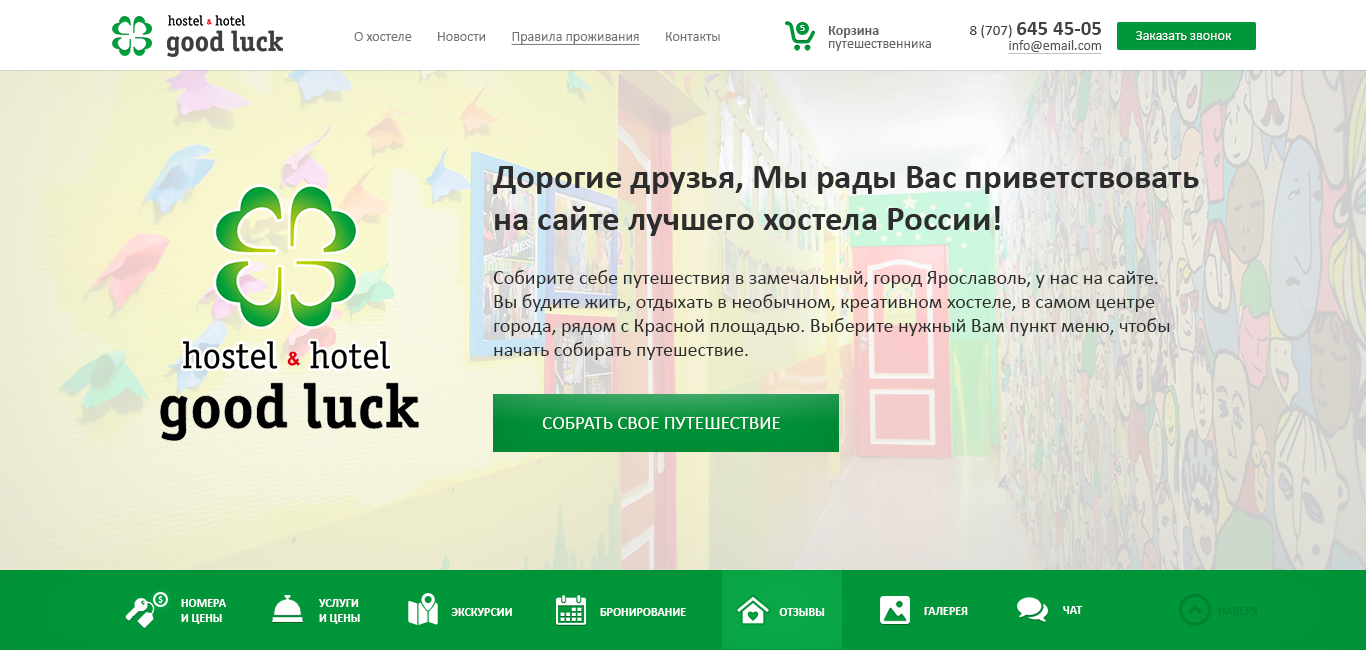 hostel & hotel
good luck
О хостеле
Новости
Правила проживания
Контакты
5
Корзина
путешественника
8 (707) 645 45-05
info@email.com
Заказать звонок
Дорогие друзья, Мы рады Вас приветствовать
на сайте лучшего хостела России!
Собирите себе путешествия в замечальный, город Ярославоль, у нас на сайте.
Вы будите жить, отдыхать в необычном, креативном хостеле, в самом центре
города, рядом с Красной площадью. Выберите нужный Вам пункт меню, чтобы
начать собирать путешествие.
hostel & hotel
good luck
СОБРАТЬ СВОЕ ПУТЕШЕСТВИЕ
$
НОМЕРА
И ЦЕНЫ
УСЛУГИ
И ЦЕНЫ
ЭКСКУРСИИ
БРОНИРОВАНИЕ
ОТЗЫВЫ
ГАЛЕРЕЯ
ЧАТ
НАВЕРХ